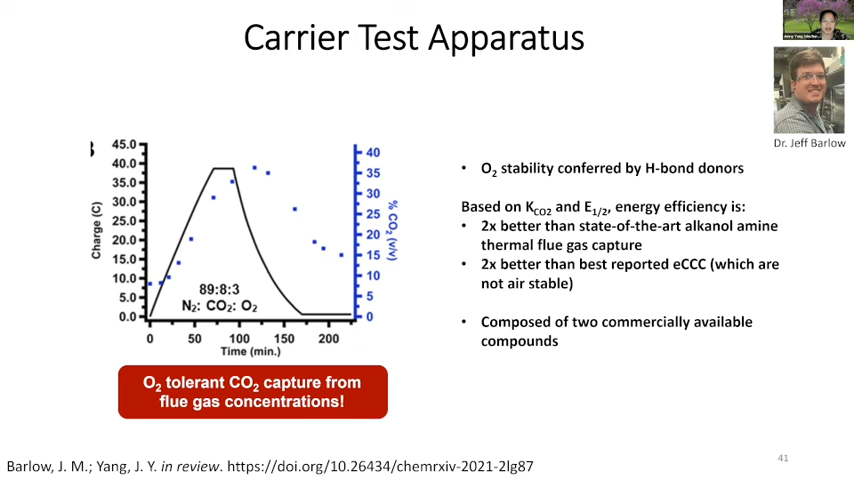 Carrier Test Apparatus
Dr. Jeff Barlow
45.0
40.0
35.0
30.0
25.0
20.0
15.0
10.0
5.0
0.0
Charge (C)
40
35
30
25
20
15
10
5
0
% CO2 (v/v)
89:8:3
N2: CO2: O2
0 50 100 150 200
Time (min.)
O2 tolerant CO2 capture from
flue gas concentrations!
• O2 stability conferred by H-bond donors
Based on KCO2 and E1/2, energy efficiency is:
• 2x better than state-of-the-art alkanol amine
thermal flue gas capture
• 2x better than best reported eCCC (which are
not air stable)
• Composed of two commercially available
compounds
41
Barlow, J. M.; Yang, J. Y. in review. https://doi.org/10.26434/chemrxiv-2021-2lg87